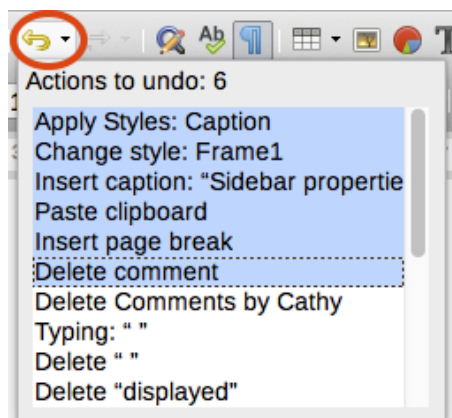 Ab
Actions to undo: 6
Apply Styles: Caption
Change style: Frame1
Insert caption: “Sidebar propertie
Paste clipboard
Insert page break
Delete comment
Delete Comments by Cathy
Typing: “ ”
Delete “ ”
Delete “displayed”